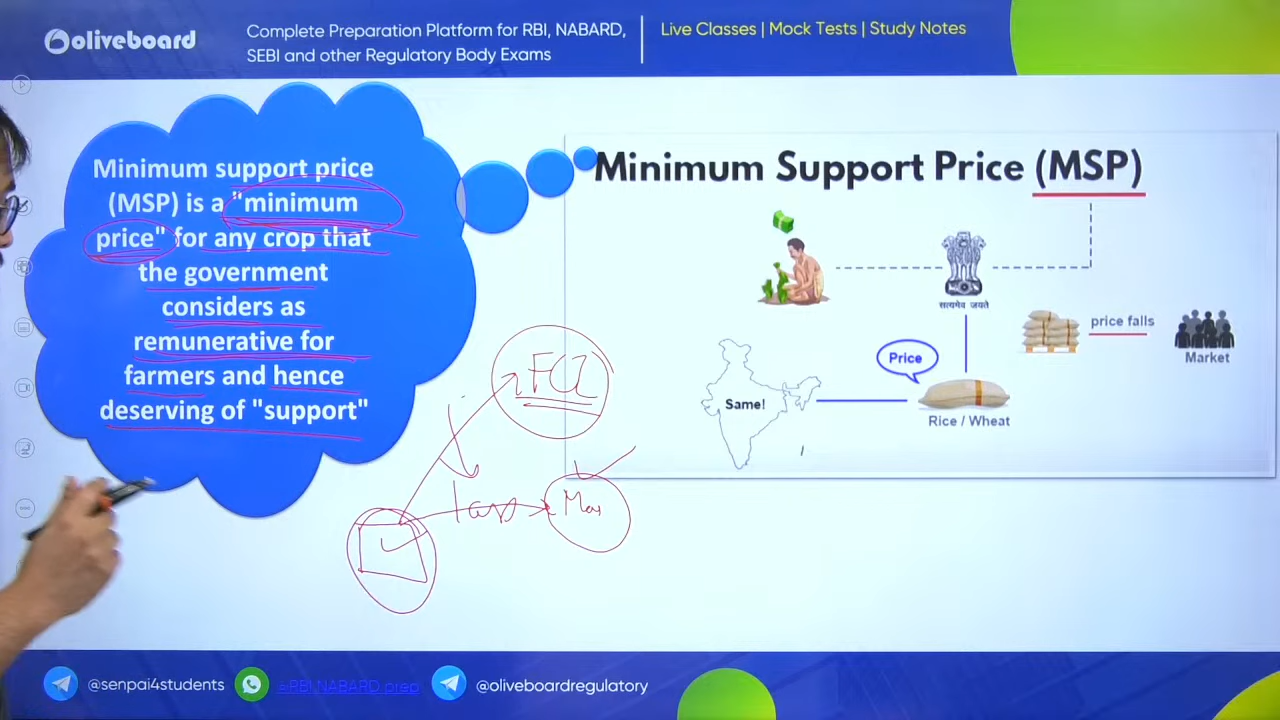 oliveboard
Complete Preparation Platform for RBI, NABARD,
SEBI and other Regulatory Body Exams
Live Classes | Mock Tests | Study Notes
Minimum support price
(MSP) is a "minimum
price" for any crop that
the government
considers as
remunerative for
farmers and hence
deserving of "support"
Minimum Support Price (MSP)
सत्यमेव जयते
price falls
Market
Price
Same!
Rice / Wheat
FCI
@senpai4students
@RBI NABARD prep
@oliveboardregulatory